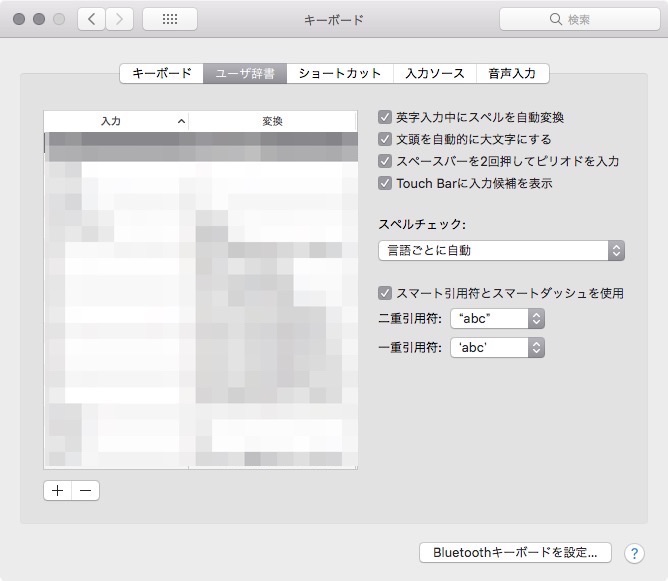 キーボード
検索
キーボード
ユーザ辞書
ショートカット
入力ソース
音声入力
入力
変換
英字入力中にスペルを自動変換
文頭を自動的に大文字にする
スペースバーを2回押してピリオドを入力
Touch Barに入力候補を表示
スペルチェック:
言語ごとに自動
スマート引用符とスマートダッシュを使用
二重引用符: “abc”
一重引用符: ‘abc’
+ −
Bluetoothキーボードを設定...
?